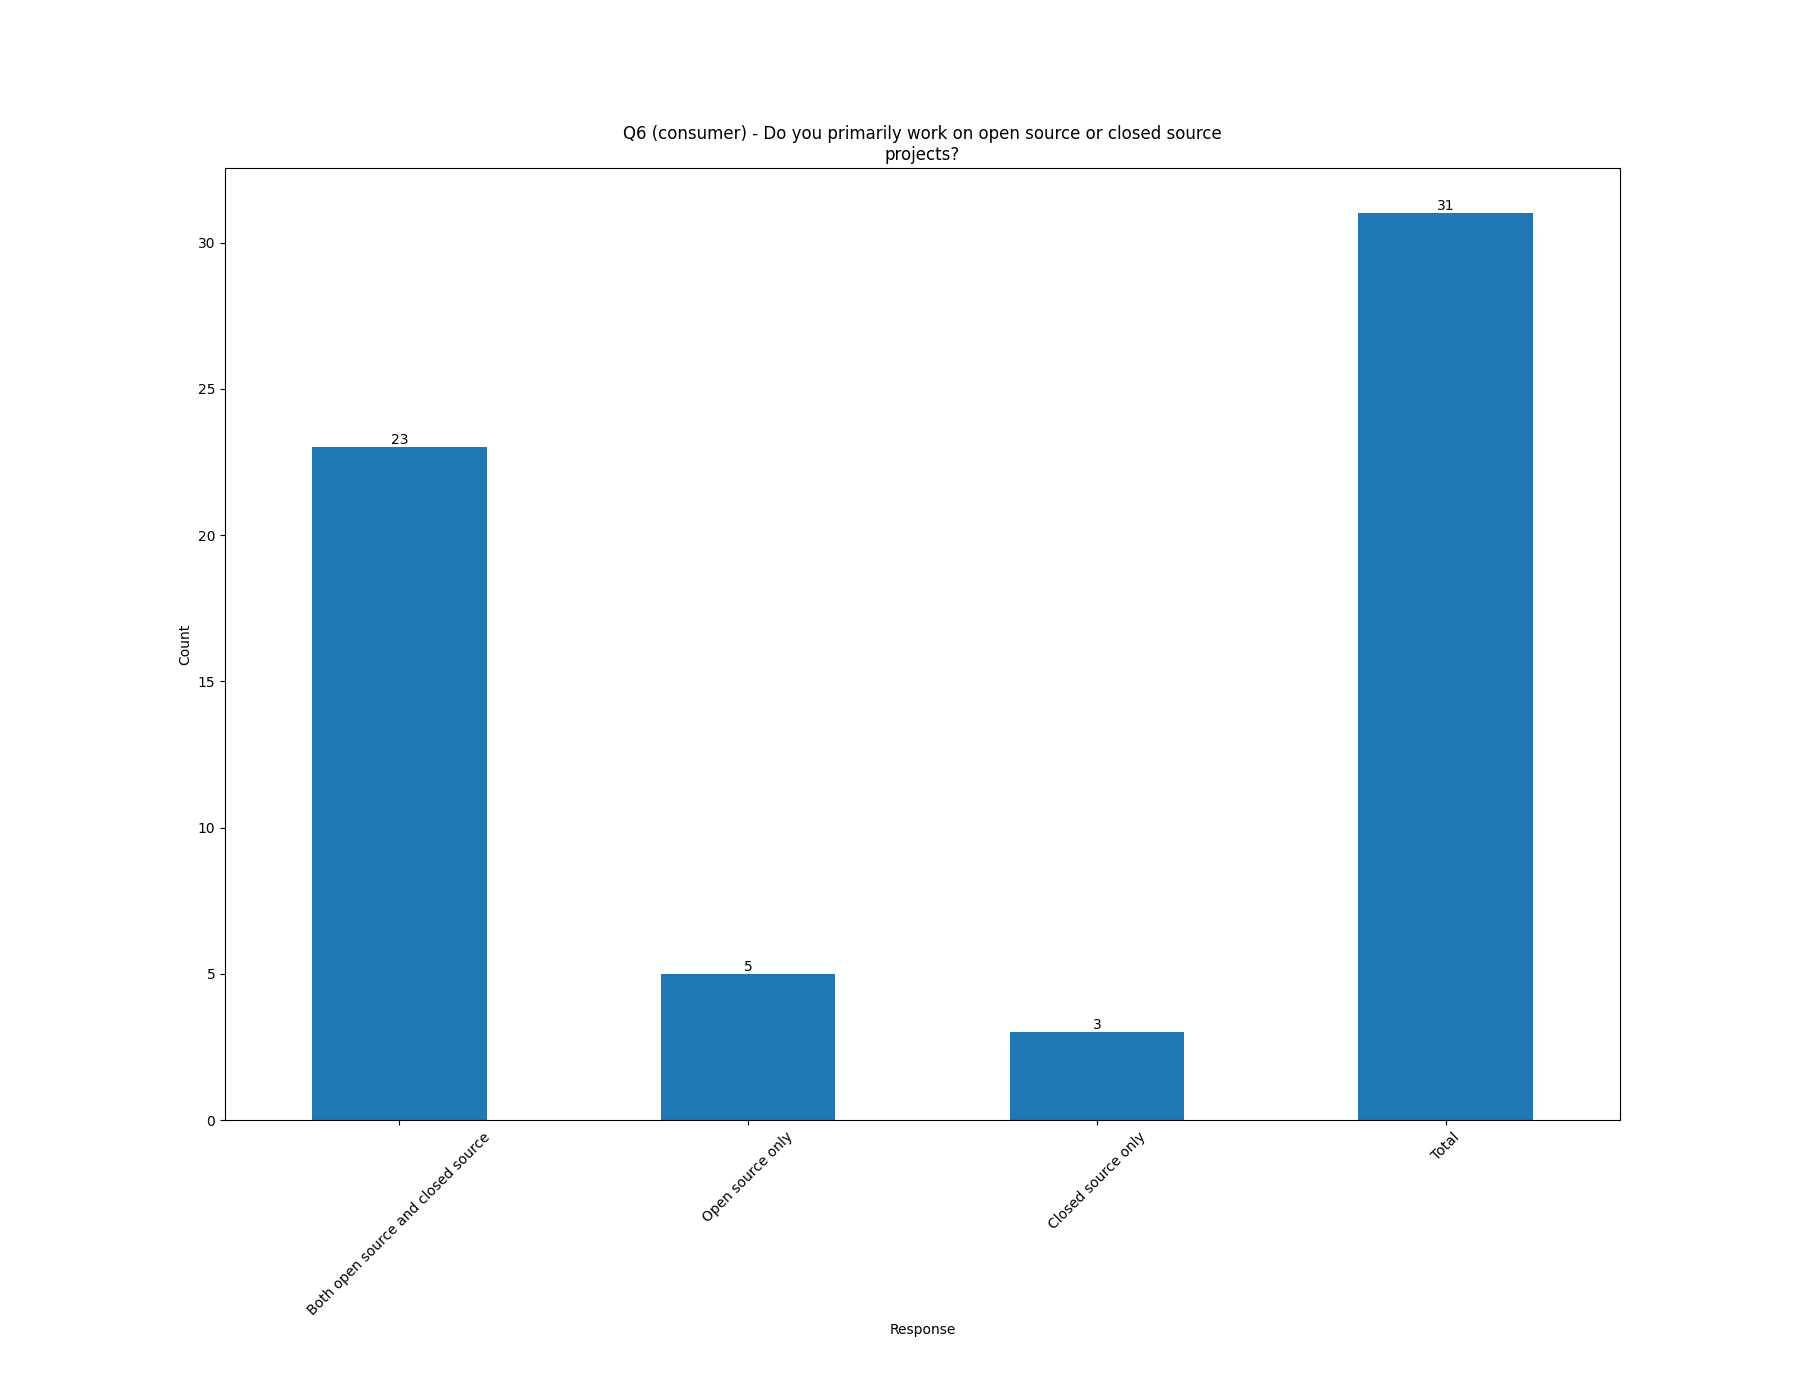 Q6 (consumer) - Do you primarily work on open source or closed source
projects?
31
30
25
23
20
Count
15
10
5
5
3
0
Both open source and closed source
Open source only
Closed source only
Total
Response